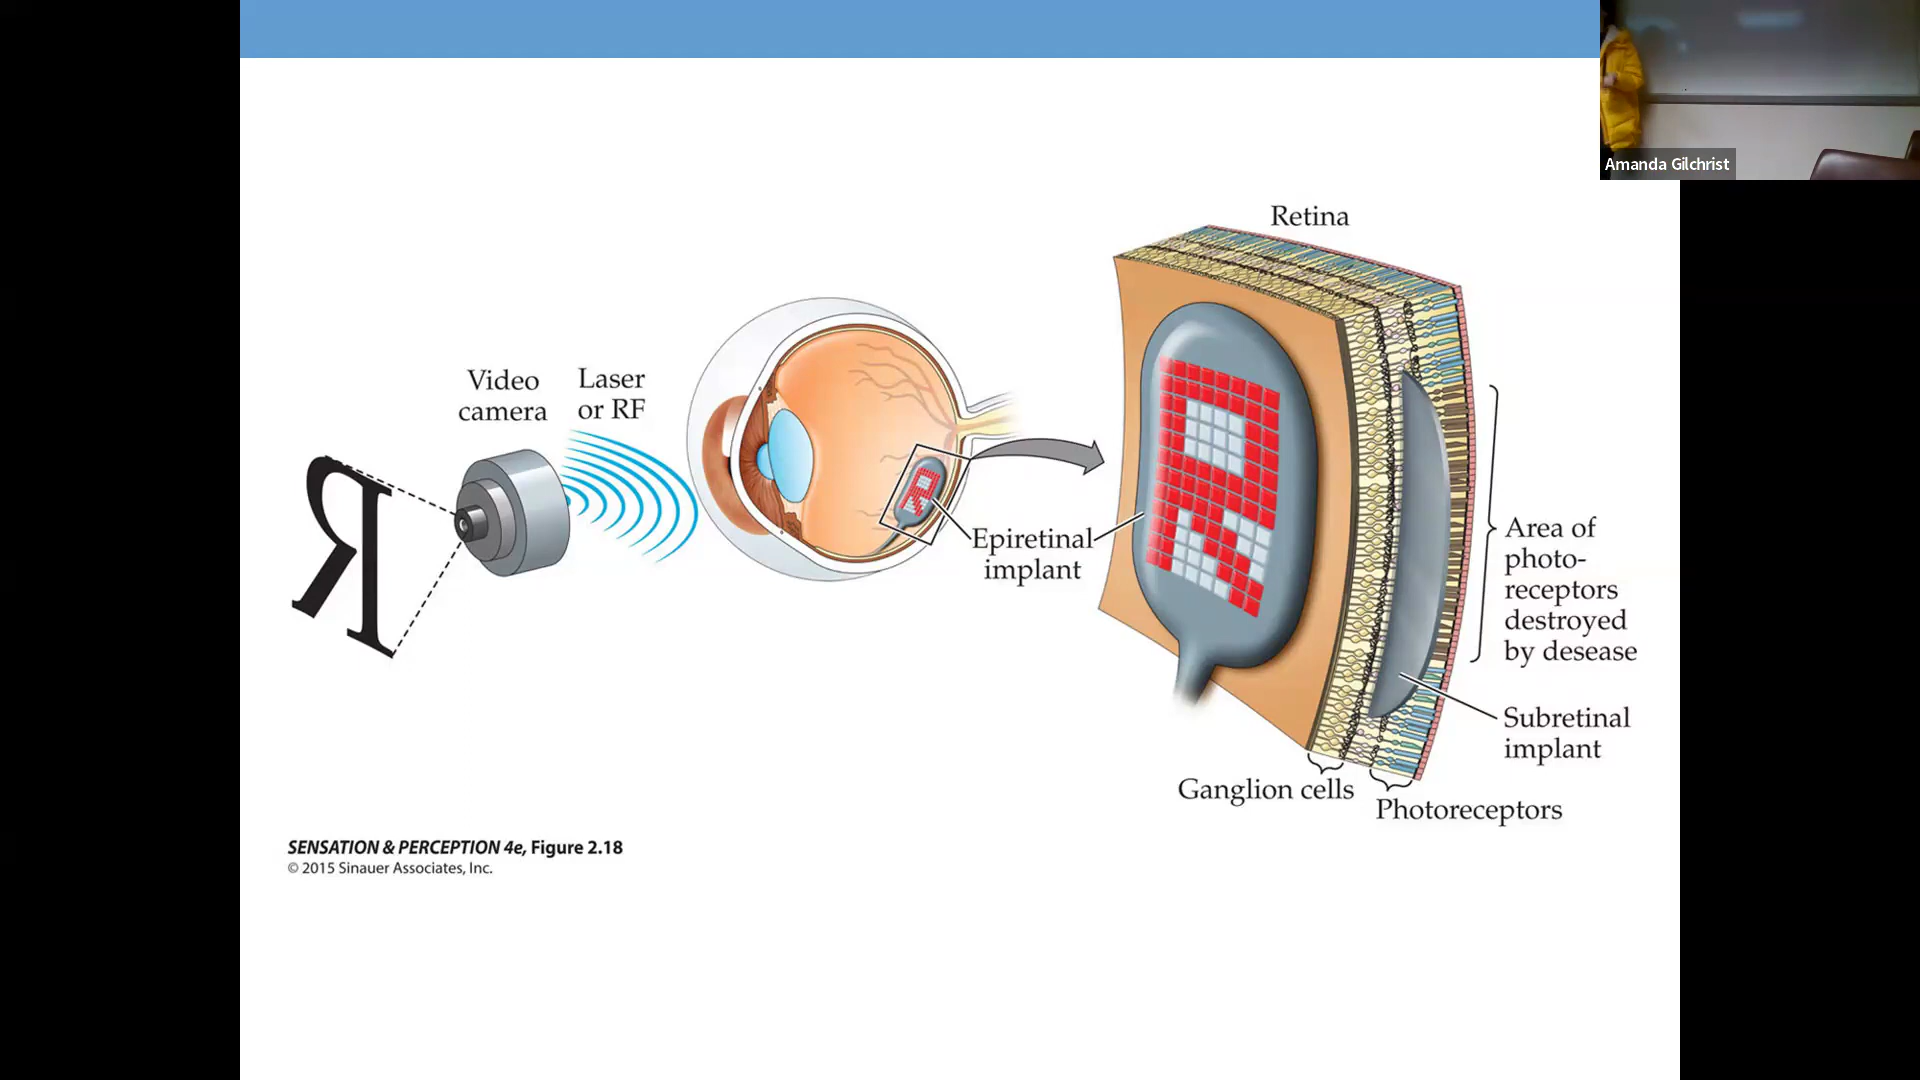 Amanda Gilchrist
Retina
Video
camera
Laser
or RF
R
Epiretinal
implant
Area of
photo-
receptors
destroyed
by desease
Subretinal
implant
Ganglion cells
Photoreceptors
SENSATION & PERCEPTION 4e, Figure 2.18
© 2015 Sinauer Associates, Inc.